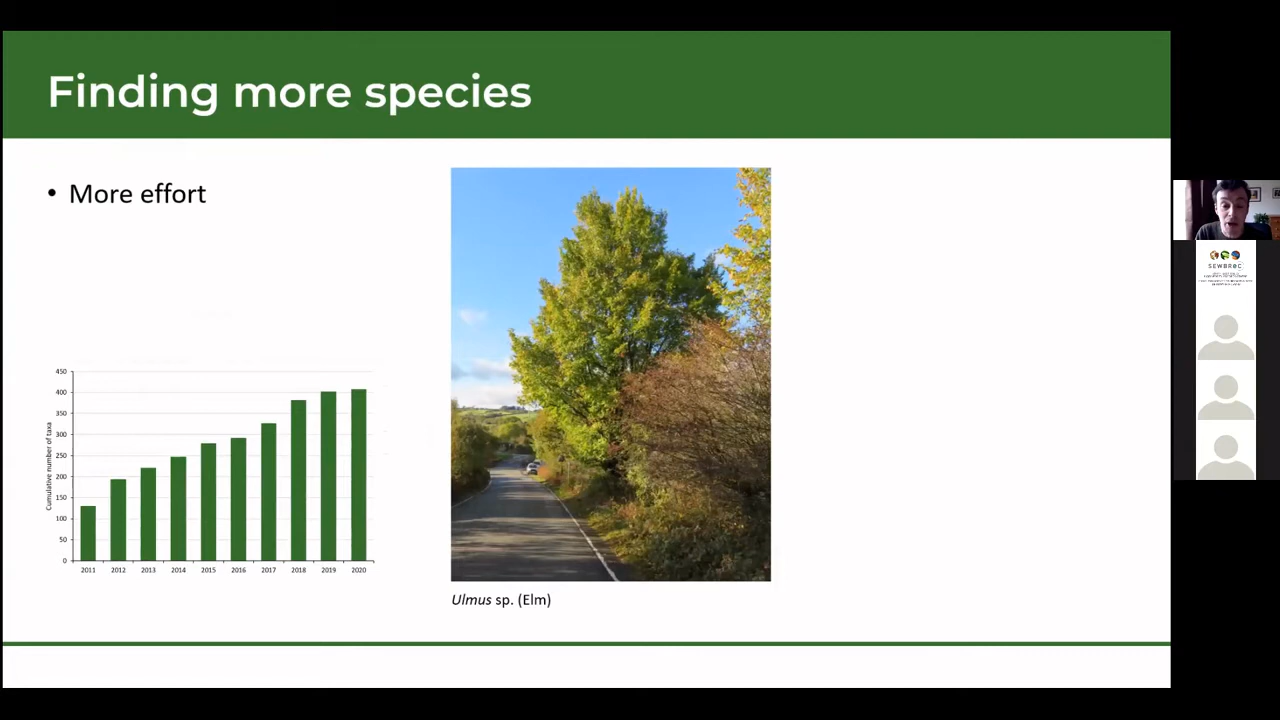 Finding more species
• More effort
Cumulative number of taxa
450
400
350
300
250
200
150
100
50
0
2011 2012 2013 2014 2015 2016 2017 2018 2019 2020
Ulmus sp. (Elm)
SEWBReC